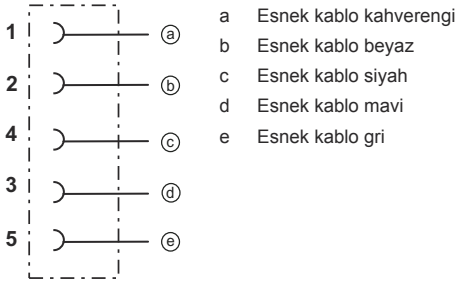 1 a
2 b
4 c
3 d
5 e
a Esnek kablo kahverengi
b Esnek kablo beyaz
c Esnek kablo siyah
d Esnek kablo mavi
e Esnek kablo gri